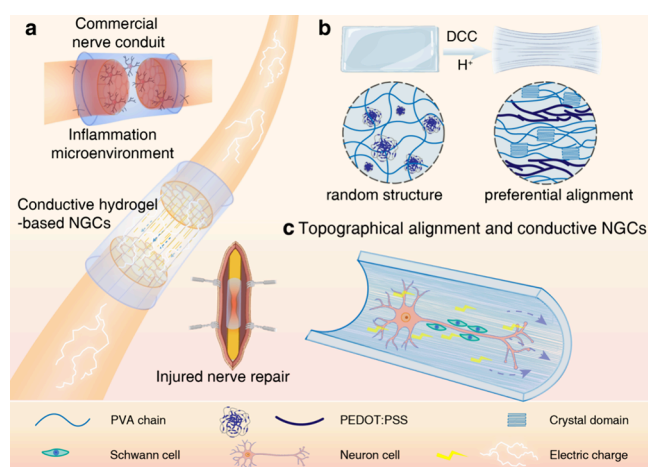 a
Commercial
nerve conduit
Inflammation
microenvironment
Conductive hydrogel
-based NGCs
Injured nerve repair
b
DCC
H⁺
random structure
preferential alignment
c Topographical alignment and conductive NGCs
PVA chain
PEDOT:PSS
Crystal domain
Schwann cell
Neuron cell
Electric charge